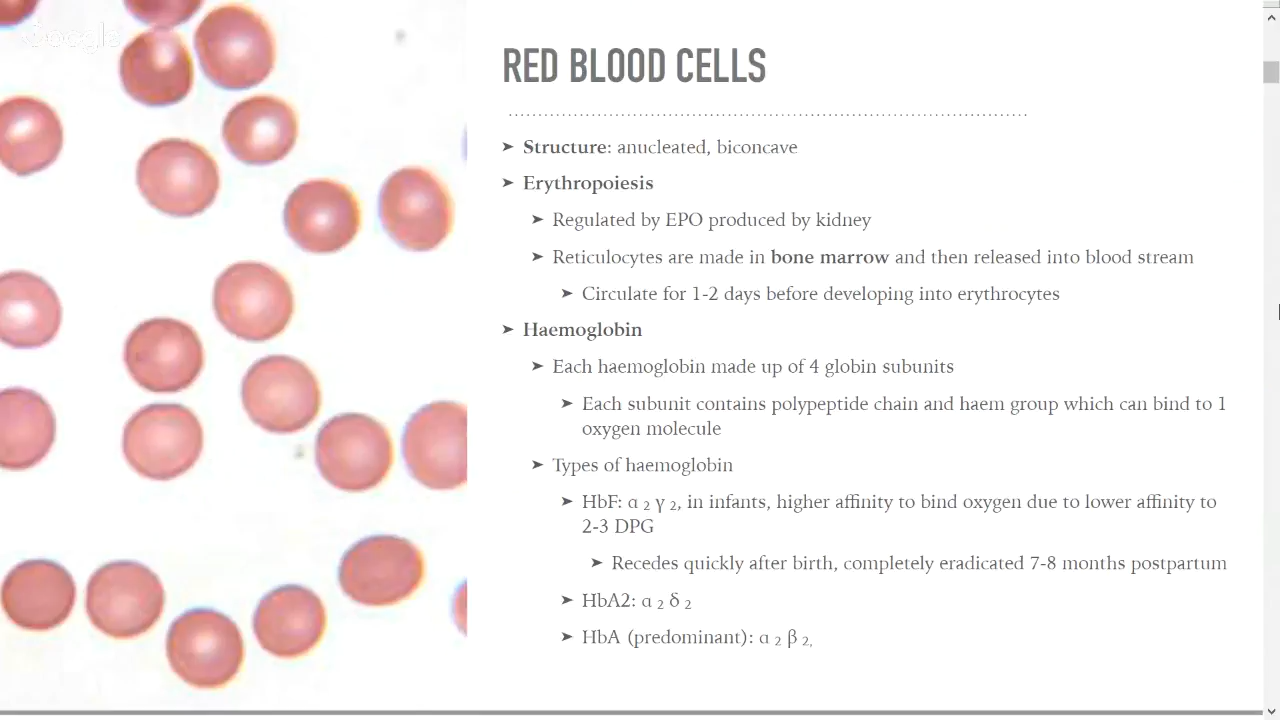 Google
RED BLOOD CELLS
➤ Structure: anucleated, biconcave
➤ Erythropoiesis
➤ Regulated by EPO produced by kidney
➤ Reticulocytes are made in bone marrow and then released into blood stream
➤ Circulate for 1-2 days before developing into erythrocytes
➤ Haemoglobin
➤ Each haemoglobin made up of 4 globin subunits
➤ Each subunit contains polypeptide chain and haem group which can bind to 1
oxygen molecule
➤ Types of haemoglobin
➤ HbF: α ₂ γ ₂, in infants, higher affinity to bind oxygen due to lower affinity to
2-3 DPG
➤ Recedes quickly after birth, completely eradicated 7-8 months postpartum
➤ HbA2: α ₂ δ ₂
➤ HbA (predominant): α ₂ β ₂,